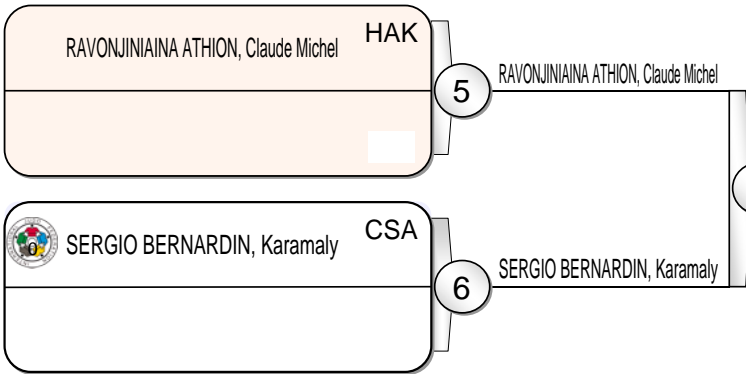 RAVONJINIAINA ATHION, Claude Michel HAK
5
RAVONJINIAINA ATHION, Claude Michel
SERGIO BERNARDIN, Karamaly CSA
6
SERGIO BERNARDIN, Karamaly